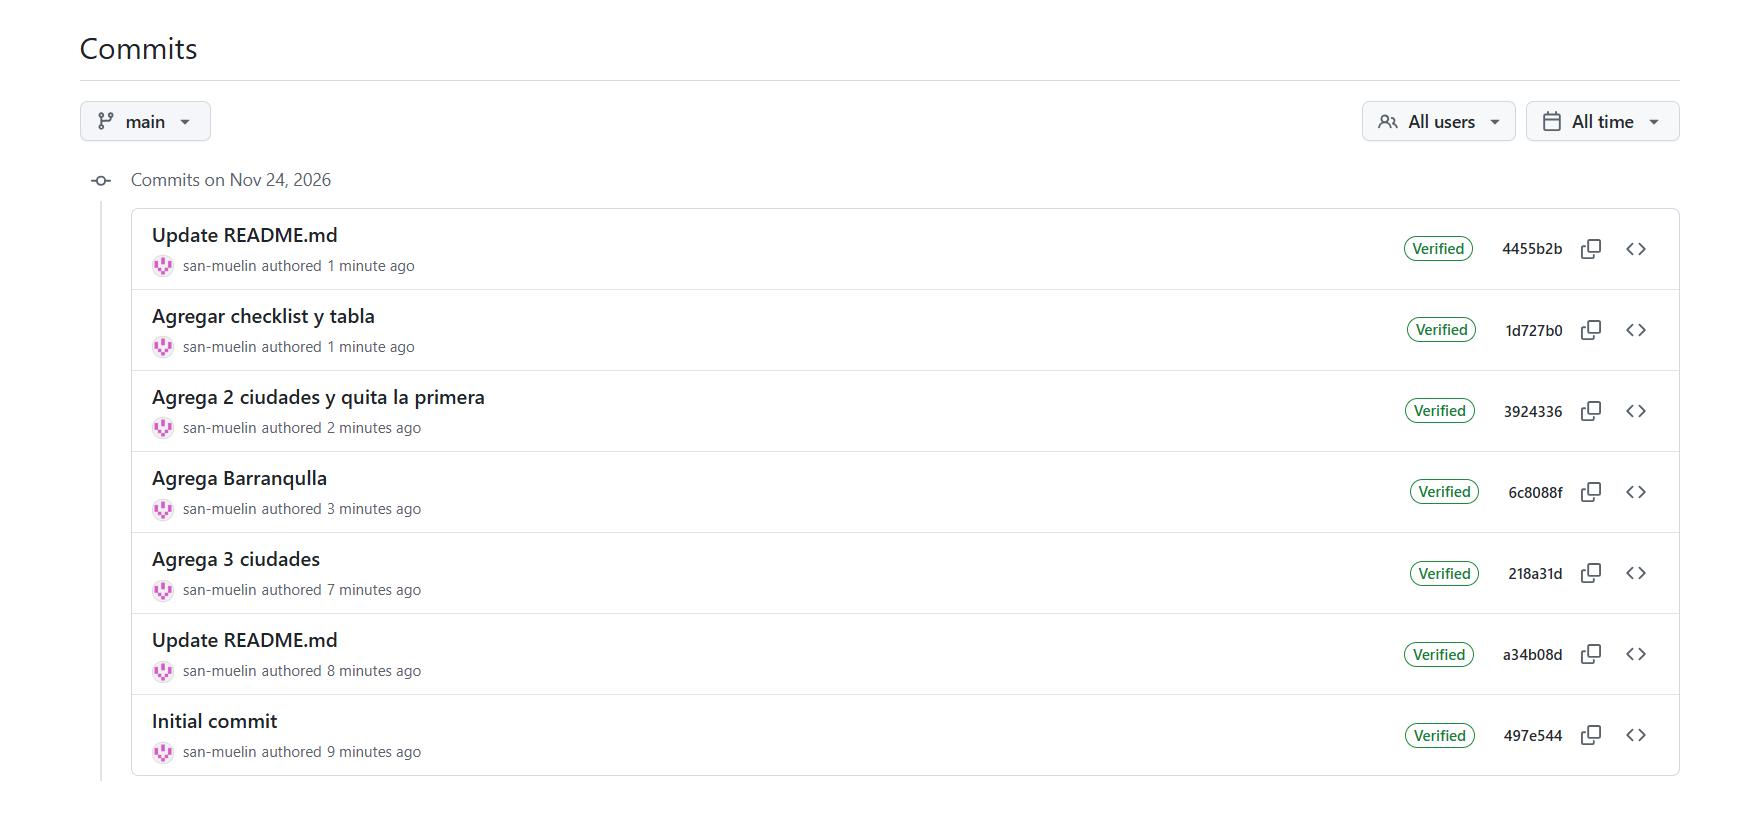 Commits
main
All users
All time
Commits on Nov 24, 2026
Update README.md
san-muelin authored 1 minute ago
Verified
4455b2b
Agregar checklist y tabla
san-muelin authored 1 minute ago
Verified
1d727b0
Agrega 2 ciudades y quita la primera
san-muelin authored 2 minutes ago
Verified
3924336
Agrega Barranqulla
san-muelin authored 3 minutes ago
Verified
6c8088f
Agrega 3 ciudades
san-muelin authored 7 minutes ago
Verified
218a31d
Update README.md
san-muelin authored 8 minutes ago
Verified
a34b08d
Initial commit
san-muelin authored 9 minutes ago
Verified
497e544